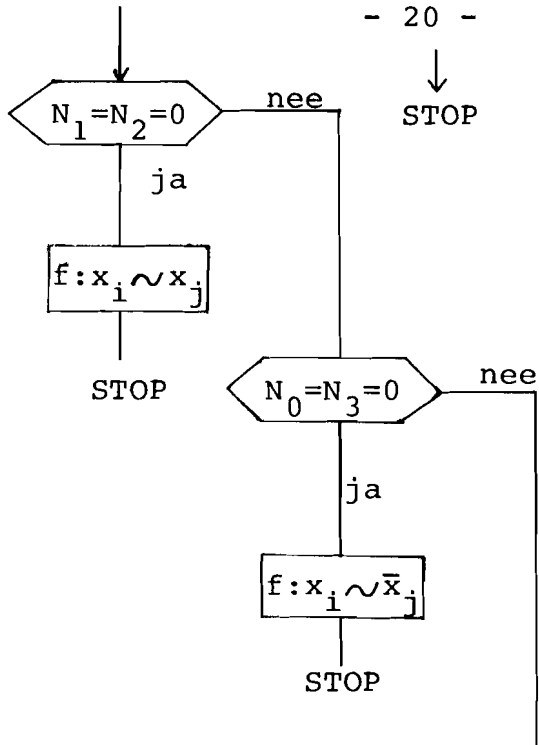 - 20 -
STOP
N₁=N₂=0
nee
ja
f:xᵢ∼xⱼ
STOP
N₀=N₃=0
nee
ja
f:xᵢ∼x̄ⱼ
STOP